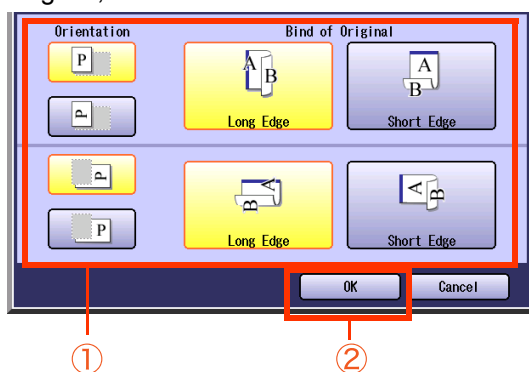 Orientation Bind of Original
P A B A B
P Long Edge Short Edge
P A B A B
P Long Edge Short Edge
OK Cancel
① ②